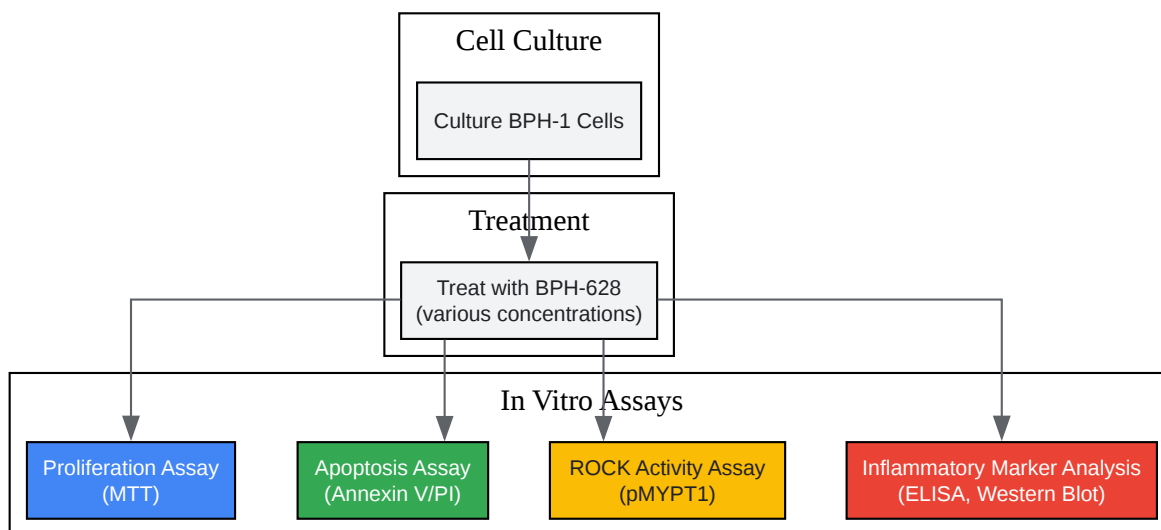 Cell Culture
Culture BPH-1 Cells
Treatment
Treat with BPH-628
(various concentrations)
In Vitro Assays
Proliferation Assay
(MTT)
Apoptosis Assay
(Annexin V/PI)
ROCK Activity Assay
(pMYPT1)
Inflammatory Marker Analysis
(ELISA, Western Blot)